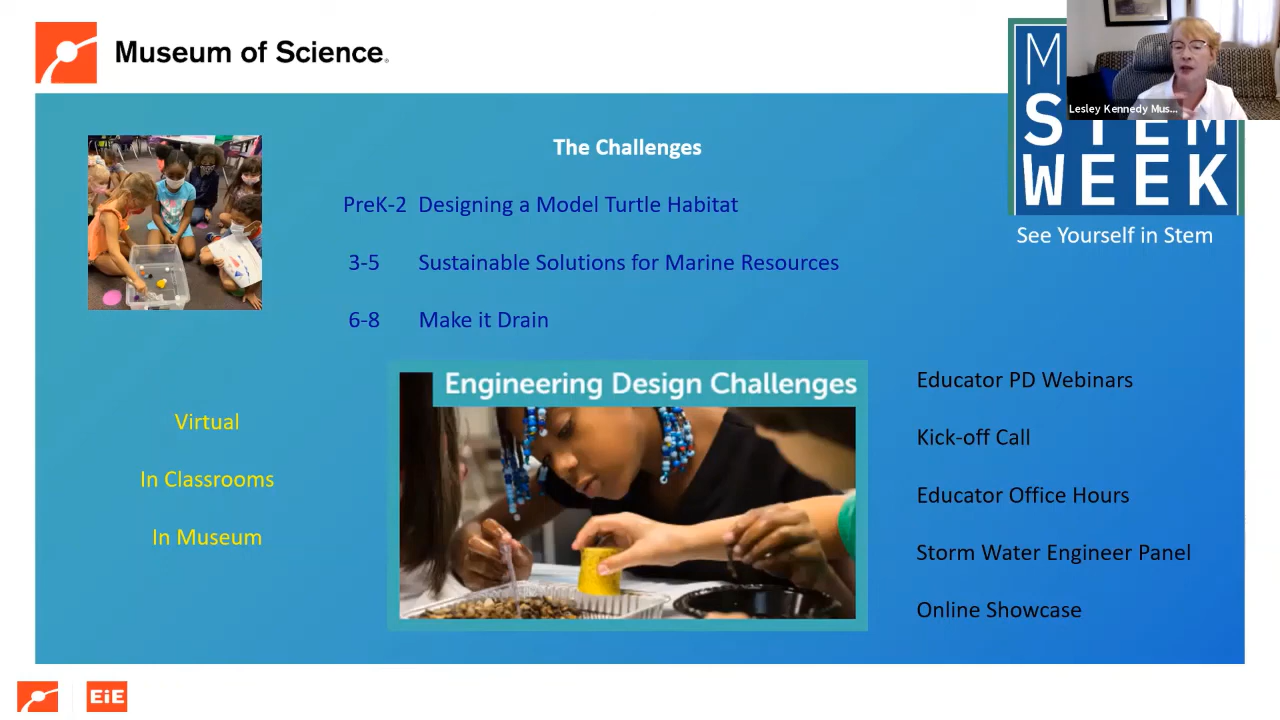 Museum of Science®
Lesley Kennedy Mus...
M
STEM
WEEK
See Yourself in Stem
The Challenges
PreK-2 Designing a Model Turtle Habitat
3-5 Sustainable Solutions for Marine Resources
6-8 Make it Drain
Engineering Design Challenges
Virtual
In Classrooms
In Museum
Educator PD Webinars
Kick-off Call
Educator Office Hours
Storm Water Engineer Panel
Online Showcase
EiE